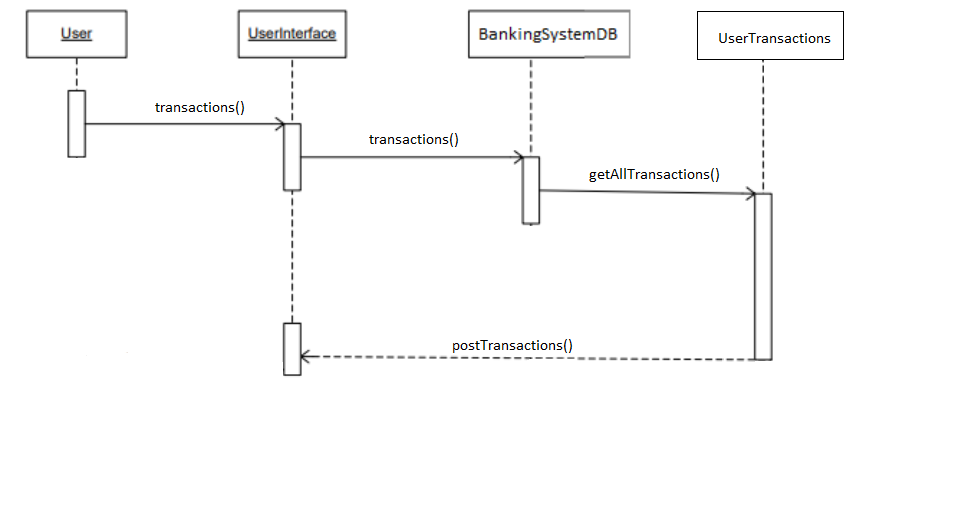 User
UserInterface
BankingSystemDB
UserTransactions
transactions()
transactions()
getAllTransactions()
postTransactions()